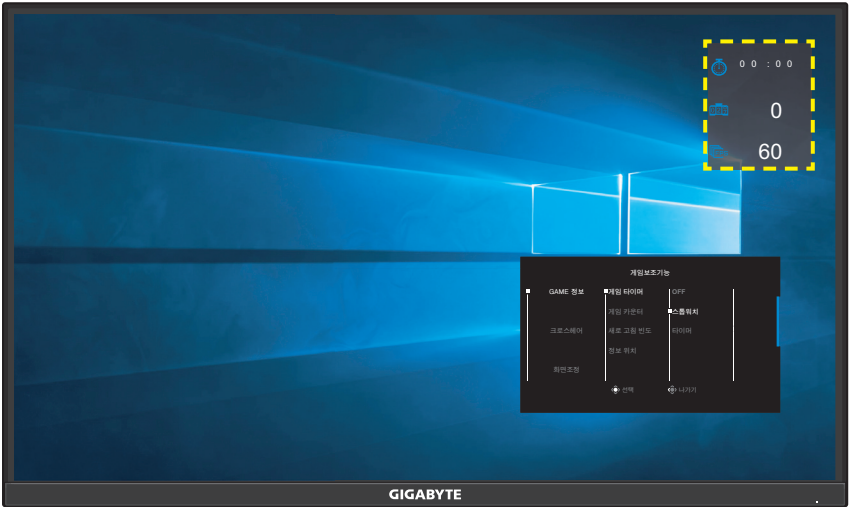 00:00
0
60
게임보조기능
GAME 정보
게임 타이머
OFF
게임 카운터
스톱워치
크로스헤어
새로 고침 빈도
타이머
정보 위치
화면조정
선택
나가기
GIGABYTE